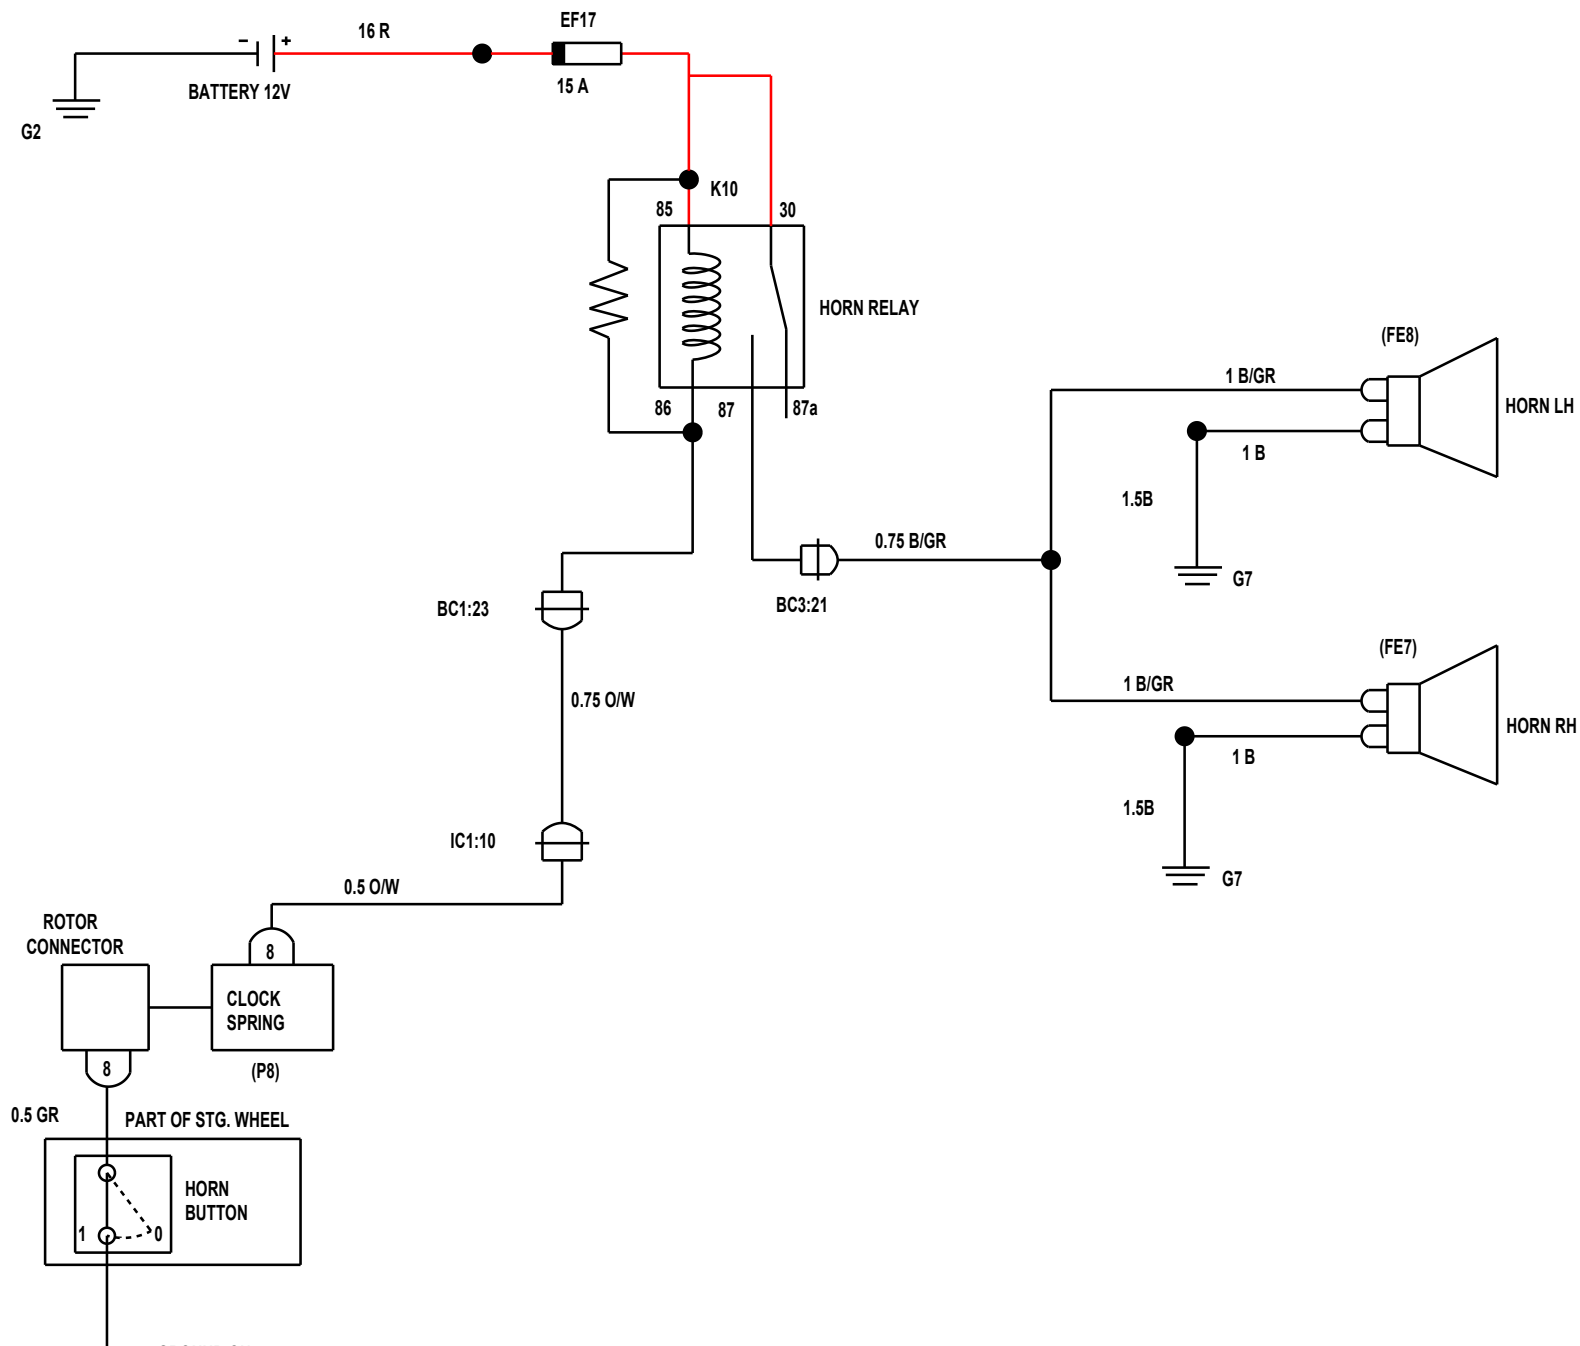 EF17
16 R
− +
BATTERY 12V
15 A
G2
K10
85
30
HORN RELAY
86
87
87a
(FE8)
1 B/GR
HORN LH
1 B
1.5B
G7
0.75 B/GR
BC3:21
BC1:23
(FE7)
1 B/GR
HORN RH
1 B
1.5B
G7
0.75 O/W
IC1:10
0.5 O/W
ROTOR
CONNECTOR
8
CLOCK
SPRING
8
(P8)
0.5 GR
PART OF STG. WHEEL
HORN
BUTTON
1
0